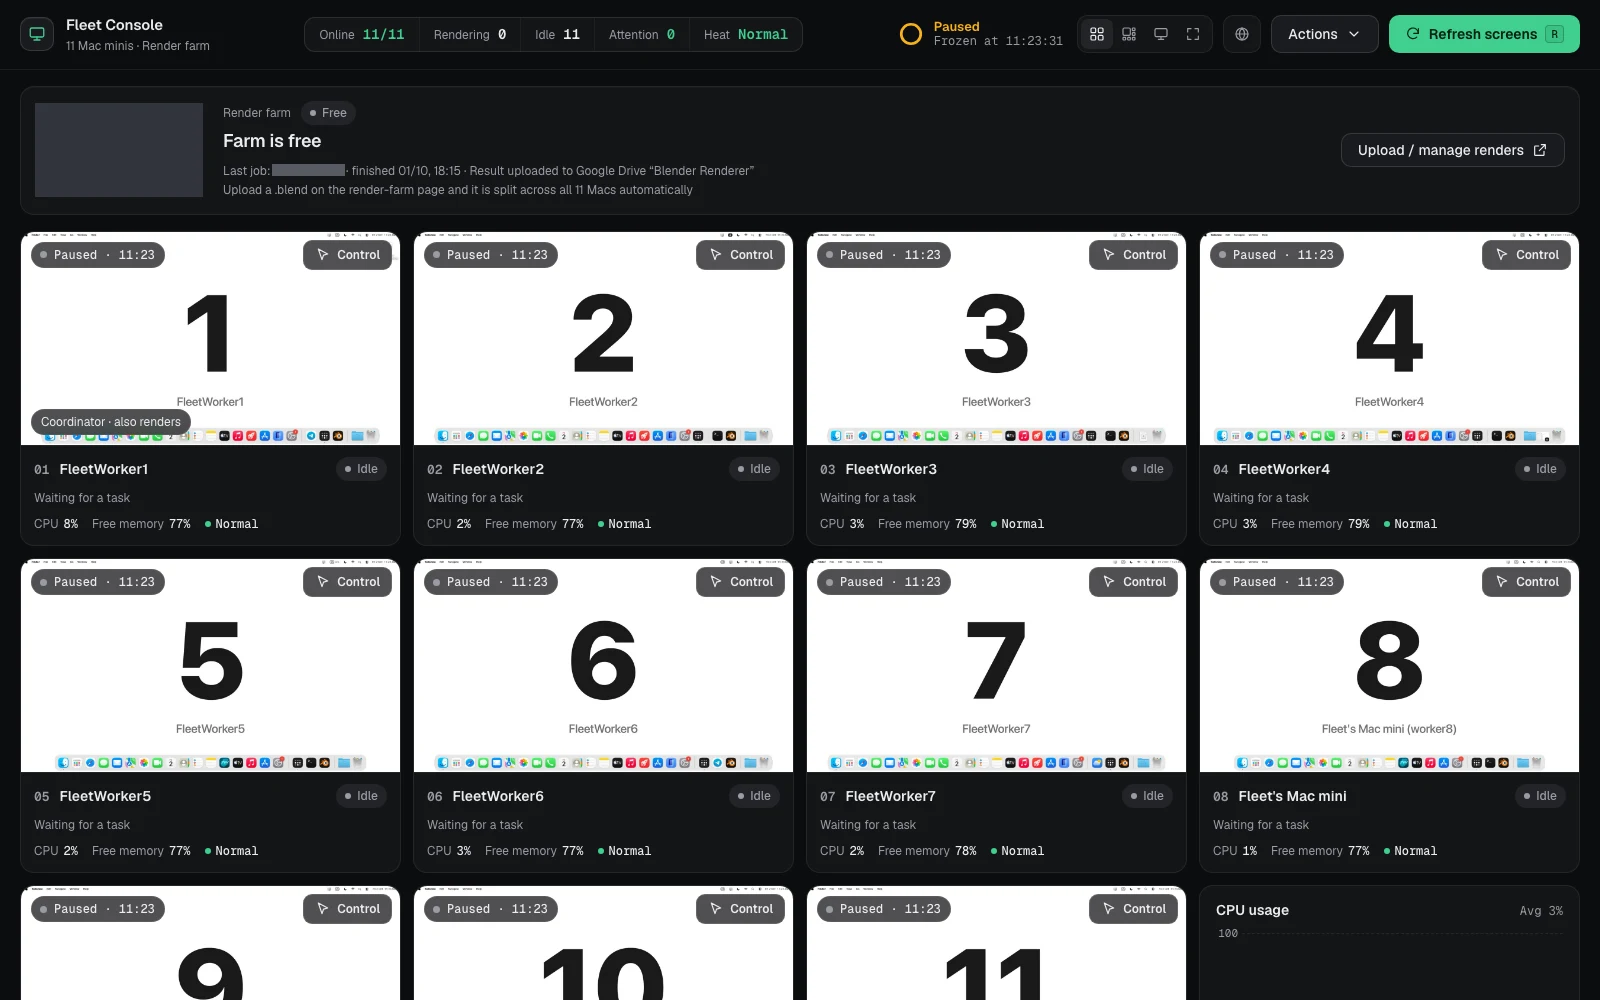 Fleet Console
11 Mac minis · Render farm
Online 11/11 Rendering 0 Idle 11 Attention 0 Heat Normal
Paused
Frozen at 11:23:31
Actions
Refresh screens R
Render farm Free
Farm is free
Last job: · finished 01/10, 18:15 · Result uploaded to Google Drive “Blender Renderer”
Upload a .blend on the render-farm page and it is split across all 11 Macs automatically
Upload / manage renders
Paused · 11:23 Control
1
FleetWorker1
Coordinator · also renders
01 FleetWorker1 Idle
Waiting for a task
CPU 8% Free memory 77% Normal
Paused · 11:23 Control
2
FleetWorker2
02 FleetWorker2 Idle
Waiting for a task
CPU 2% Free memory 77% Normal
Paused · 11:23 Control
3
FleetWorker3
03 FleetWorker3 Idle
Waiting for a task
CPU 3% Free memory 79% Normal
Paused · 11:23 Control
4
FleetWorker4
04 FleetWorker4 Idle
Waiting for a task
CPU 3% Free memory 79% Normal
Paused · 11:23 Control
5
FleetWorker5
05 FleetWorker5 Idle
Waiting for a task
CPU 2% Free memory 77% Normal
Paused · 11:23 Control
6
FleetWorker6
06 FleetWorker6 Idle
Waiting for a task
CPU 3% Free memory 77% Normal
Paused · 11:23 Control
7
FleetWorker7
07 FleetWorker7 Idle
Waiting for a task
CPU 2% Free memory 78% Normal
Paused · 11:23 Control
8
Fleet's Mac mini (worker8)
08 Fleet's Mac mini Idle
Waiting for a task
CPU 1% Free memory 77% Normal
Paused · 11:23 Control
9
Paused · 11:23 Control
10
Paused · 11:23 Control
11
CPU usage Avg 3%
100